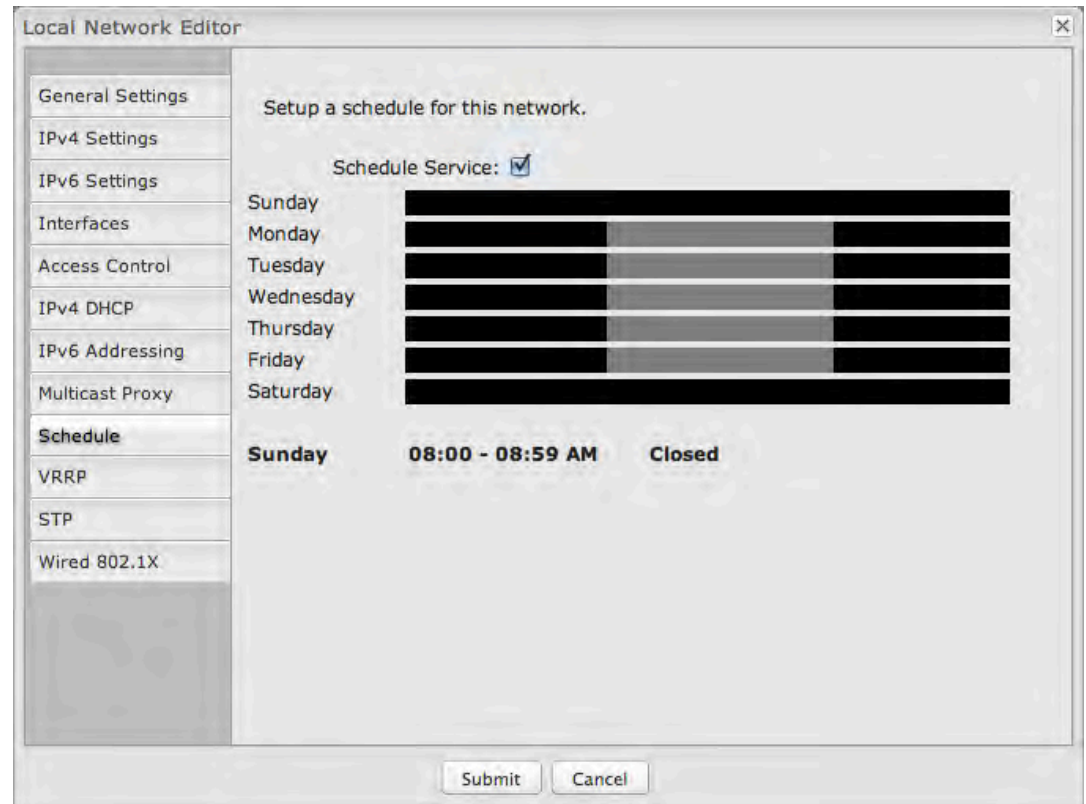 Local Network Editor
General Settings
IPv4 Settings
IPv6 Settings
Interfaces
Access Control
IPv4 DHCP
IPv6 Addressing
Multicast Proxy
Schedule
VRRP
STP
Wired 802.1X
Setup a schedule for this network.
Schedule Service:
Sunday
Monday
Tuesday
Wednesday
Thursday
Friday
Saturday
Sunday 08:00 - 08:59 AM Closed
Submit Cancel